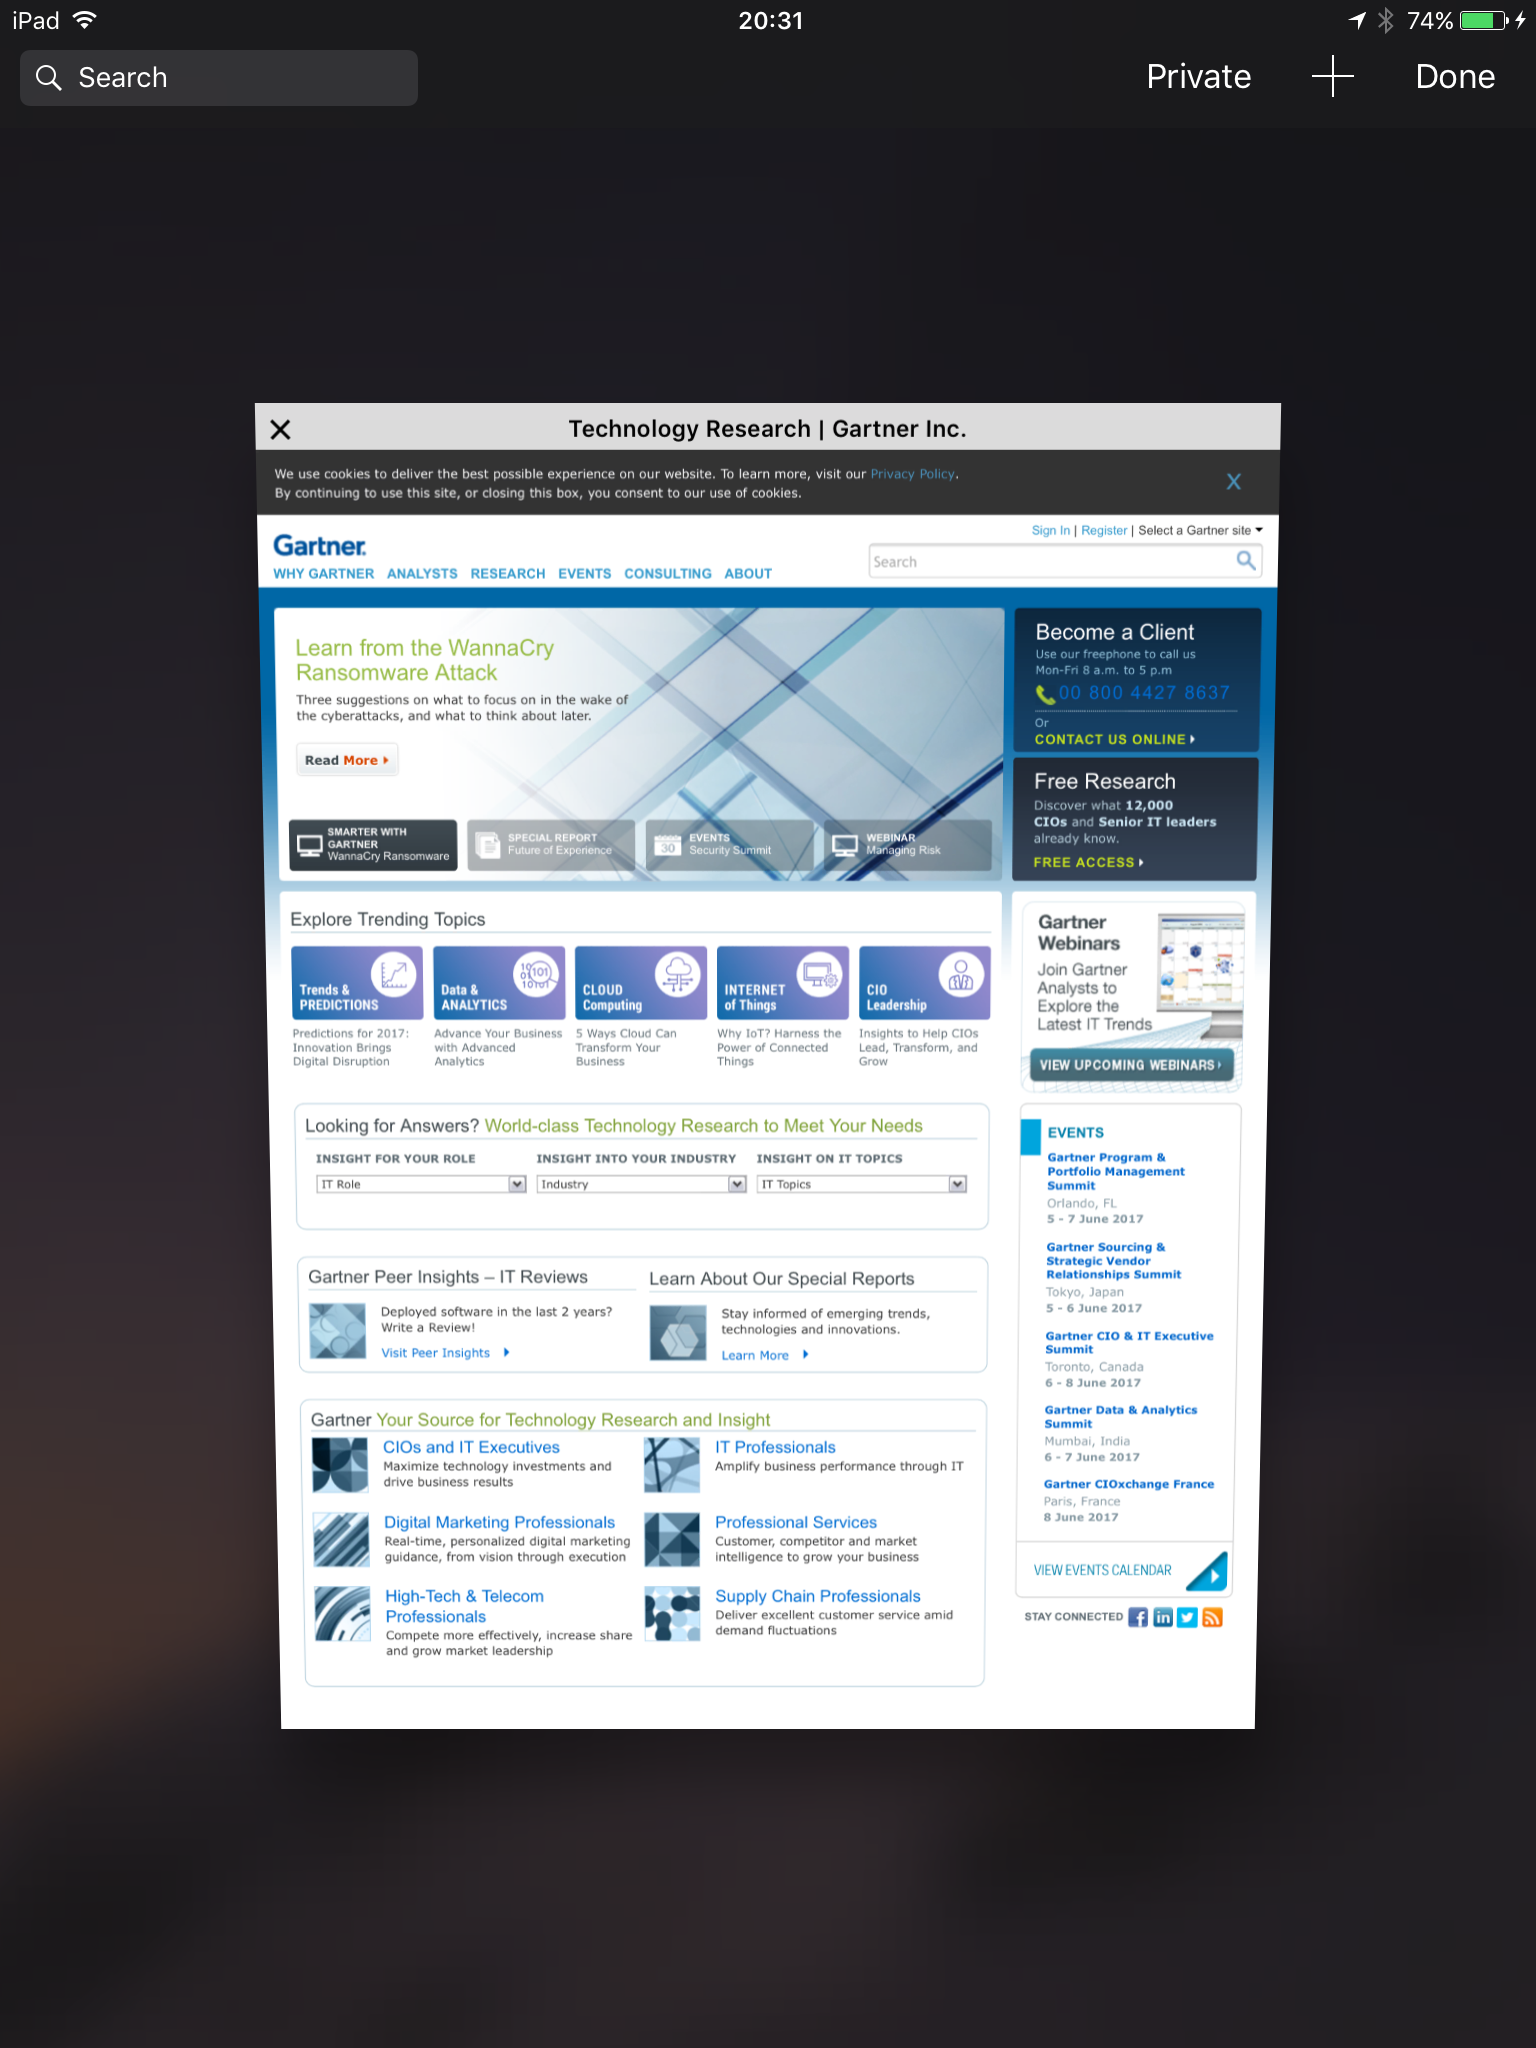 iPad
20:31
74%
Search
Private
Done
Technology Research | Gartner Inc.
We use cookies to deliver the best possible experience on our website. To learn more, visit our Privacy Policy.
By continuing to use this site, or closing this box, you consent to our use of cookies.
X
Sign In | Register | Select a Gartner site
Gartner.
Search
WHY GARTNER ANALYSTS RESEARCH EVENTS CONSULTING ABOUT
Learn from the WannaCry
Ransomware Attack
Three suggestions on what to focus on in the wake of
the cyberattacks, and what to think about later.
Read More
SMARTER WITH
GARTNER
WannaCry Ransomware
SPECIAL REPORT
Future of Experience
30
EVENTS
Security Summit
WEBINAR
Managing Risk
Become a Client
Use our freephone to call us
Mon-Fri 8 a.m. to 5 p.m
00 800 4427 8637
Or
CONTACT US ONLINE
Free Research
Discover what 12,000
CIOs and Senior IT leaders
already know.
FREE ACCESS
Explore Trending Topics
Trends &
PREDICTIONS
Predictions for 2017:
Innovation Brings
Digital Disruption
Data &
ANALYTICS
Advance Your Business
with Advanced
Analytics
CLOUD
Computing
5 Ways Cloud Can
Transform Your
Business
INTERNET
of Things
Why IoT? Harness the
Power of Connected
Things
CIO
Leadership
Insights to Help CIOs
Lead, Transform, and
Grow
Gartner
Webinars
Join Gartner
Analysts to
Explore the
Latest IT Trends
VIEW UPCOMING WEBINARS
Looking for Answers? World-class Technology Research to Meet Your Needs
INSIGHT FOR YOUR ROLE
IT Role
INSIGHT INTO YOUR INDUSTRY
Industry
INSIGHT ON IT TOPICS
IT Topics
Gartner Peer Insights – IT Reviews
Deployed software in the last 2 years?
Write a Review!
Visit Peer Insights
Learn About Our Special Reports
Stay informed of emerging trends,
technologies and innovations.
Learn More
Gartner Your Source for Technology Research and Insight
CIOs and IT Executives
Maximize technology investments and
drive business results
IT Professionals
Amplify business performance through IT
Digital Marketing Professionals
Real-time, personalized digital marketing
guidance, from vision through execution
Professional Services
Customer, competitor and market
intelligence to grow your business
High-Tech & Telecom
Professionals
Compete more effectively, increase share
and grow market leadership
Supply Chain Professionals
Deliver excellent customer service amid
demand fluctuations
EVENTS
Gartner Program &
Portfolio Management
Summit
Orlando, FL
5 - 7 June 2017
Gartner Sourcing &
Strategic Vendor
Relationships Summit
Tokyo, Japan
5 - 6 June 2017
Gartner CIO & IT Executive
Summit
Toronto, Canada
6 - 8 June 2017
Gartner Data & Analytics
Summit
Mumbai, India
6 - 7 June 2017
Gartner CIOxchange France
Paris, France
8 June 2017
VIEW EVENTS CALENDAR
STAY CONNECTED